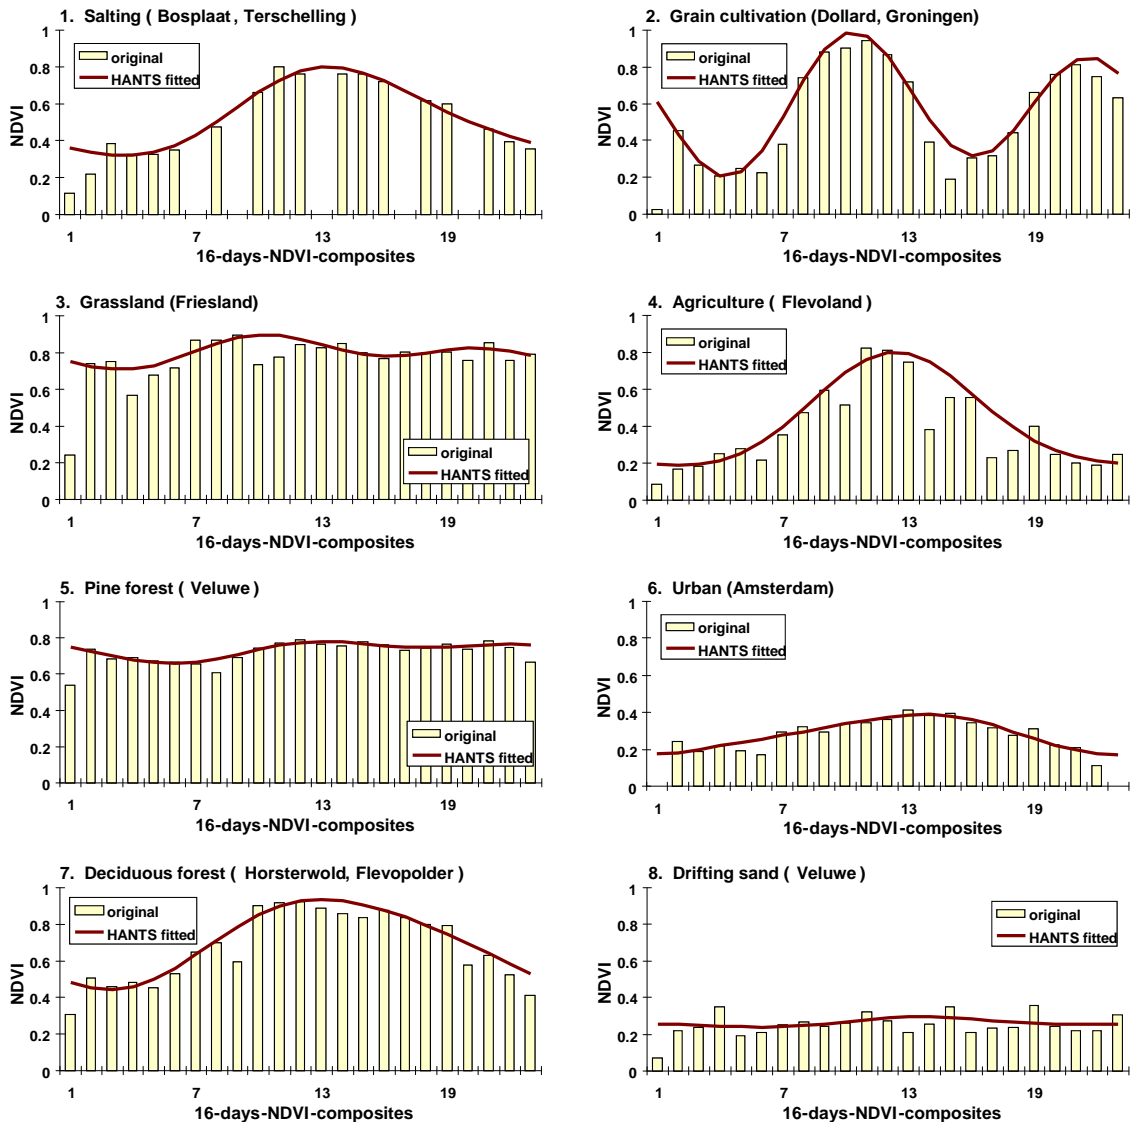 1. Salting ( Bosplaat, Terschelling )
NDVI
1
0.8
0.6
0.4
0.2
0
original
HANTS fitted
1 7 13 19
16-days-NDVI-composites
2. Grain cultivation (Dollard, Groningen)
NDVI
1
0.8
0.6
0.4
0.2
0
original
HANTS fitted
1 7 13 19
16-days-NDVI-composites
3. Grassland (Friesland)
NDVI
1
0.8
0.6
0.4
0.2
0
original
HANTS fitted
1 7 13 19
16-days-NDVI-composites
4. Agriculture ( Flevoland )
NDVI
1
0.8
0.6
0.4
0.2
0
original
HANTS fitted
1 7 13 19
16-days-NDVI-composites
5. Pine forest ( Veluwe )
NDVI
1
0.8
0.6
0.4
0.2
0
original
HANTS fitted
1 7 13 19
16-days-NDVI-composites
6. Urban (Amsterdam)
NDVI
1
0.8
0.6
0.4
0.2
0
original
HANTS fitted
1 7 13 19
16-days-NDVI-composites
7. Deciduous forest ( Horsterwold, Flevopolder )
NDVI
1
0.8
0.6
0.4
0.2
0
original
HANTS fitted
1 7 13 19
16-days-NDVI-composites
8. Drifting sand ( Veluwe )
NDVI
1
0.8
0.6
0.4
0.2
0
original
HANTS fitted
1 7 13 19
16-days-NDVI-composites